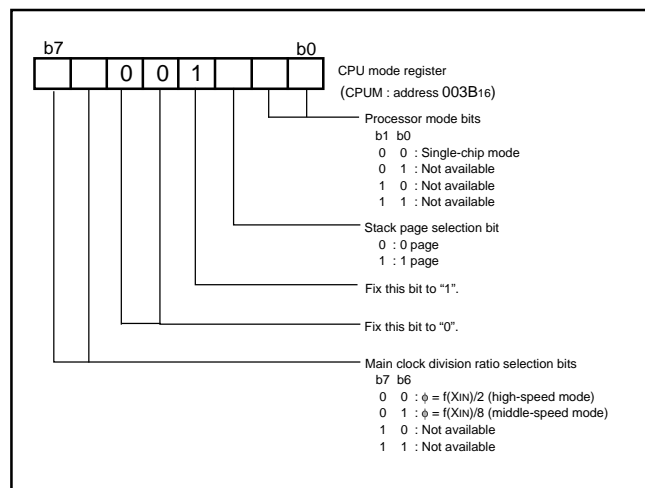 b7 b0
0 0 1
CPU mode register
(CPUM : address 003B16)
Processor mode bits
b1 b0
0 0 : Single-chip mode
0 1 : Not available
1 0 : Not available
1 1 : Not available
Stack page selection bit
0 : 0 page
1 : 1 page
Fix this bit to “1”.
Fix this bit to “0”.
Main clock division ratio selection bits
b7 b6
0 0 : φ = f(XIN)/2 (high-speed mode)
0 1 : φ = f(XIN)/8 (middle-speed mode)
1 0 : Not available
1 1 : Not available